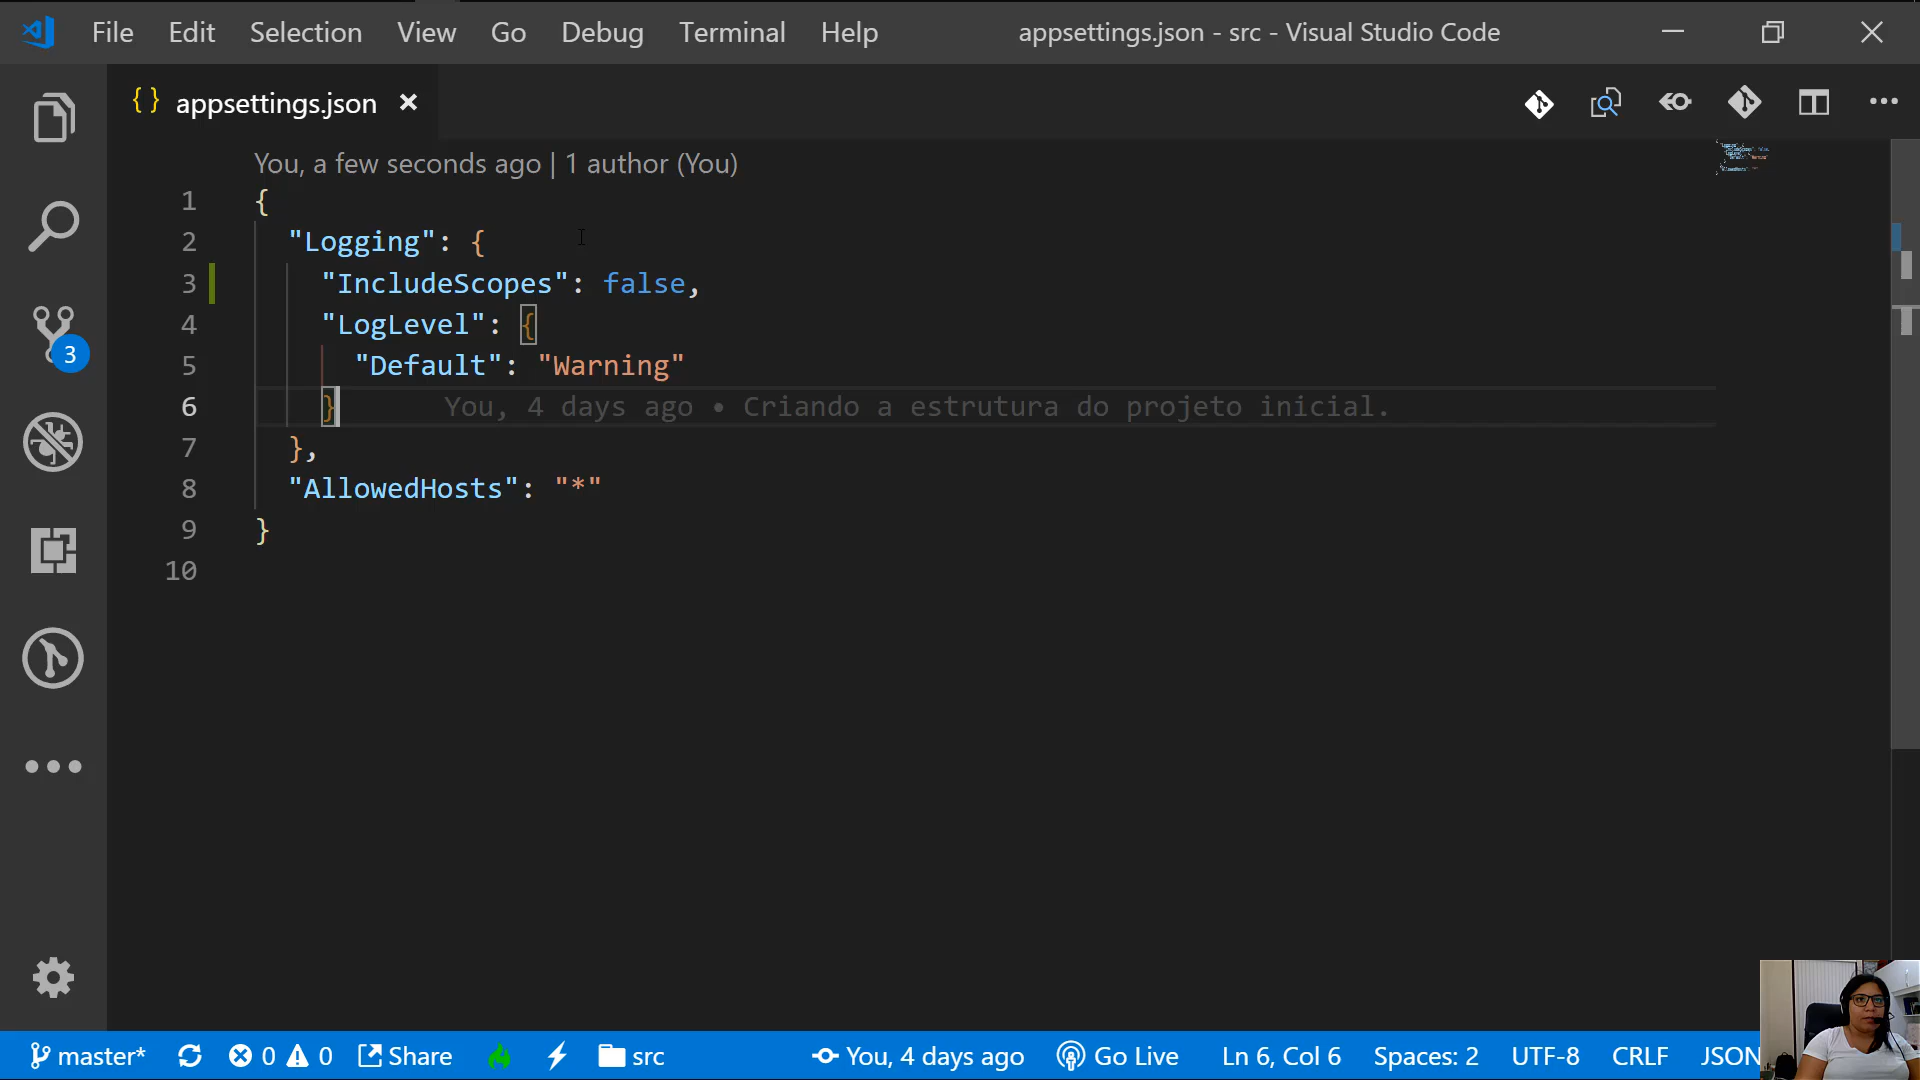 File Edit Selection View Go Debug Terminal Help appsettings.json - src - Visual Studio Code
{ } appsettings.json
You, a few seconds ago | 1 author (You)
1 {
2 "Logging": {
3 "IncludeScopes": false,
4 "LogLevel": {
5 "Default": "Warning"
6 } You, 4 days ago • Criando a estrutura do projeto inicial.
7 },
8 "AllowedHosts": "*"
9 }
10
3
master* 0 0 Share src You, 4 days ago Go Live Ln 6, Col 6 Spaces: 2 UTF-8 CRLF JSON